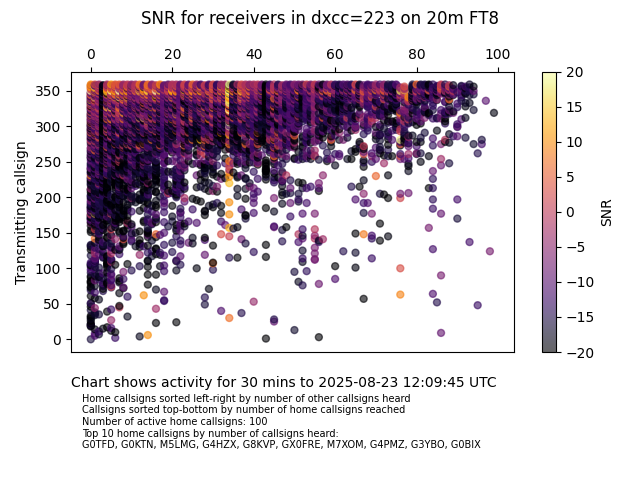 SNR for receivers in dxcc=223 on 20m FT8
0 20 40 60 80 100
350
300
250
200
150
100
50
0
Transmitting callsign
20
15
10
5
0
−5
−10
−15
−20
SNR
Chart shows activity for 30 mins to 2025-08-23 12:09:45 UTC
Home callsigns sorted left-right by number of other callsigns heard
Callsigns sorted top-bottom by number of home callsigns reached
Number of active home callsigns: 100
Top 10 home callsigns by number of callsigns heard:
G0TFD, G0KTN, M5LMG, G4HZX, G8KVP, GX0FRE, M7XOM, G4PMZ, G3YBO, G0BIX